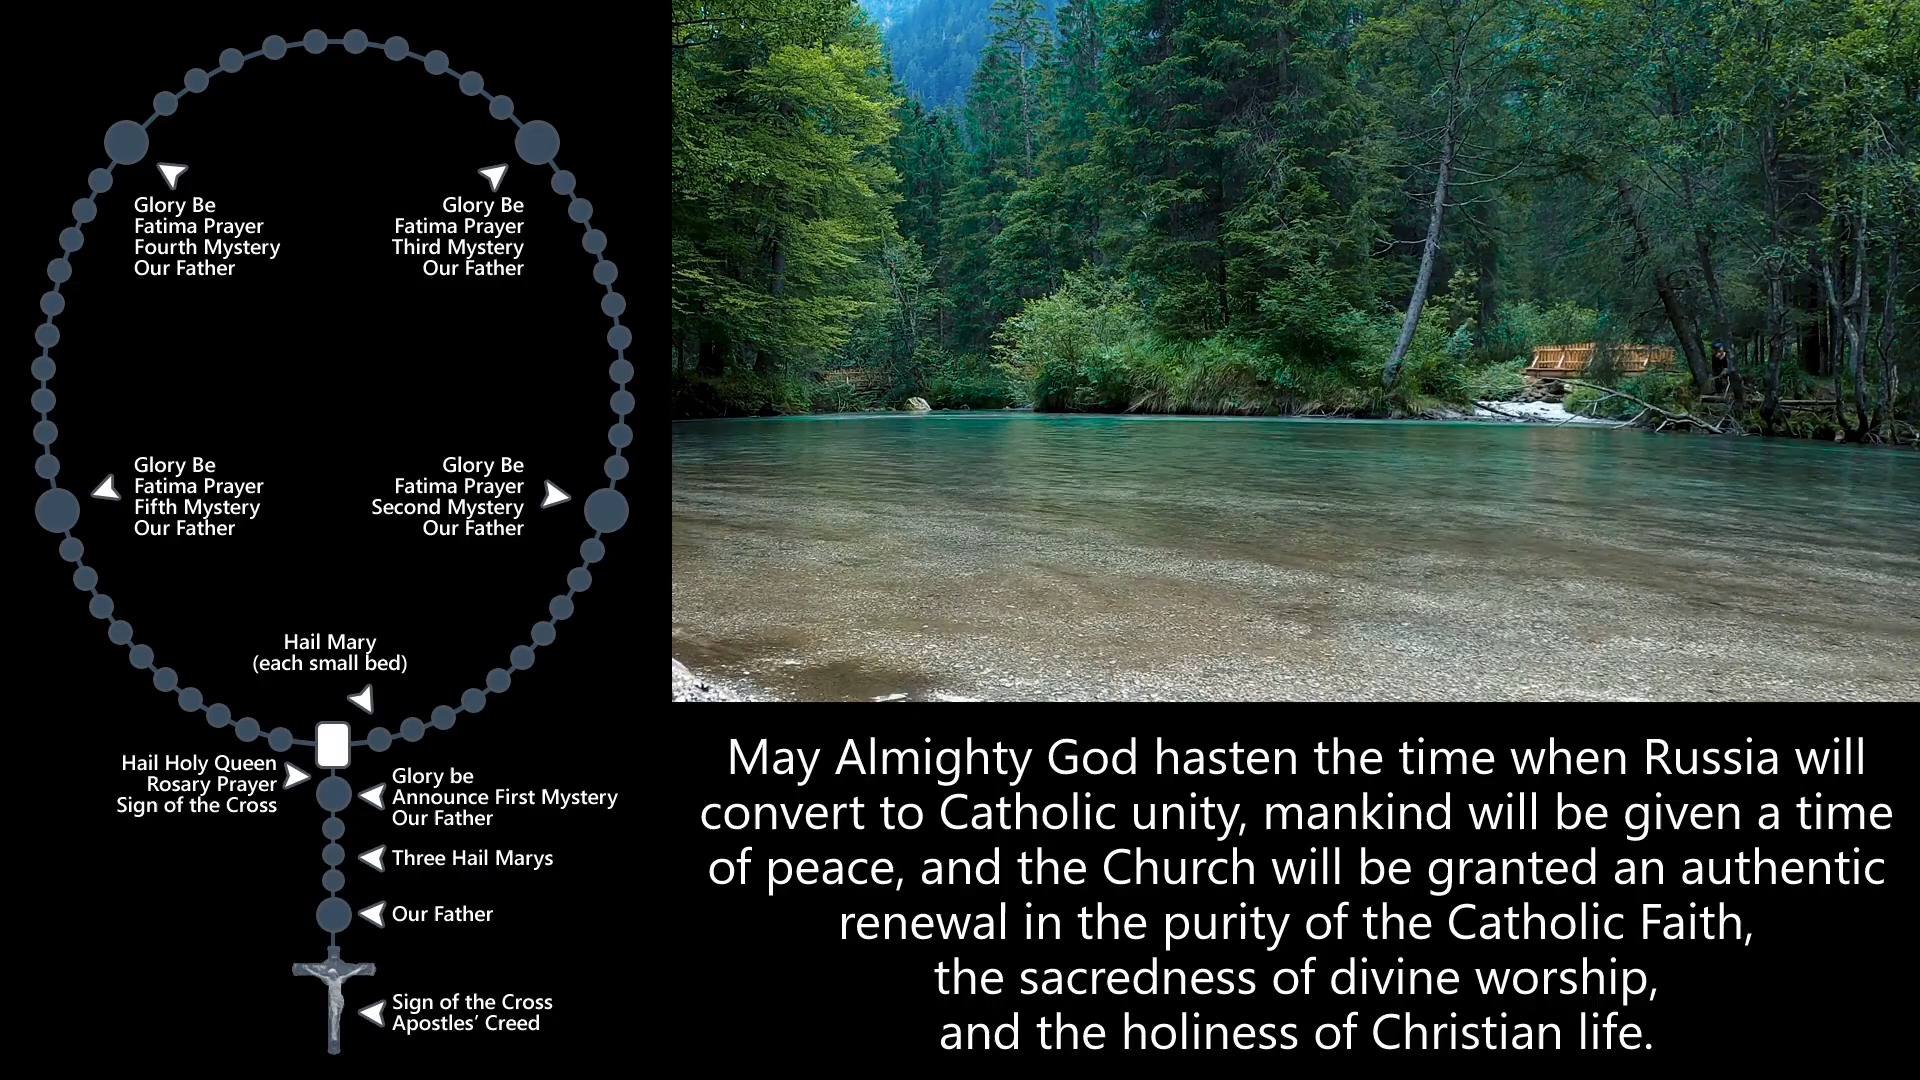 Glory Be
Fatima Prayer
Fourth Mystery
Our Father
Glory Be
Fatima Prayer
Third Mystery
Our Father
Glory Be
Fatima Prayer
Fifth Mystery
Our Father
Glory Be
Fatima Prayer
Second Mystery
Our Father
Hail Mary
(each small bed)
Hail Holy Queen
Rosary Prayer
Sign of the Cross
Glory be
Announce First Mystery
Our Father
Three Hail Marys
Our Father
Sign of the Cross
Apostles’ Creed
May Almighty God hasten the time when Russia will
convert to Catholic unity, mankind will be given a time
of peace, and the Church will be granted an authentic
renewal in the purity of the Catholic Faith,
the sacredness of divine worship,
and the holiness of Christian life.